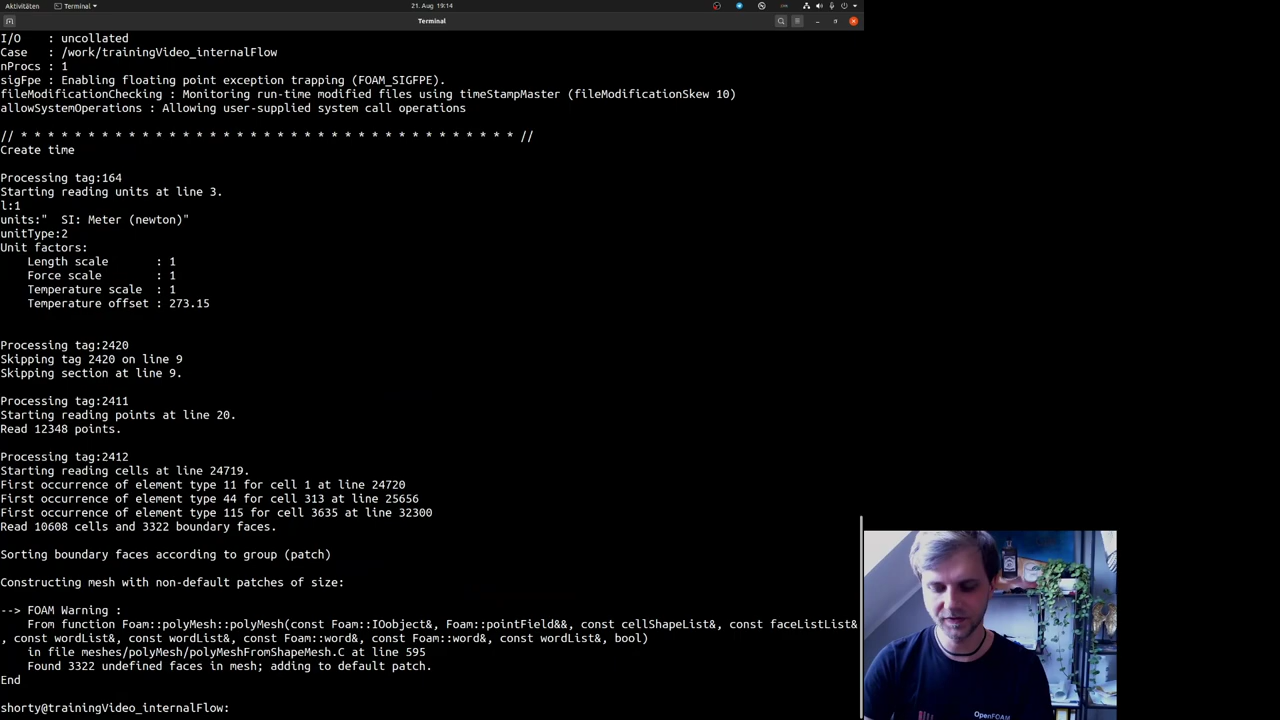 Aktivitäten
Terminal
21. Aug 19:14
Terminal
I/O    : uncollated
Case   : /work/trainingVideo_internalFlow
nProcs : 1
sigFpe : Enabling floating point exception trapping (FOAM_SIGFPE).
fileModificationChecking : Monitoring run-time modified files using timeStampMaster (fileModificationSkew 10)
allowSystemOperations : Allowing user-supplied system call operations
// * * * * * * * * * * * * * * * * * * * * * * * * * * * * * * * * * * * * * //
Create time
Processing tag:164
Starting reading units at line 3.
l:1
units:"  SI: Meter (newton)"
unitType:2
Unit factors:
    Length scale       : 1
    Force scale        : 1
    Temperature scale  : 1
    Temperature offset : 273.15
Processing tag:2420
Skipping tag 2420 on line 9
Skipping section at line 9.
Processing tag:2411
Starting reading points at line 20.
Read 12348 points.
Processing tag:2412
Starting reading cells at line 24719.
First occurrence of element type 11 for cell 1 at line 24720
First occurrence of element type 44 for cell 313 at line 25656
First occurrence of element type 115 for cell 3635 at line 32300
Read 10608 cells and 3322 boundary faces.
Sorting boundary faces according to group (patch)
Constructing mesh with non-default patches of size:
--> FOAM Warning :
    From function Foam::polyMesh::polyMesh(const Foam::IOobject&, Foam::pointField&&, const cellShapeList&, const faceListList&
, const wordList&, const wordList&, const Foam::word&, const Foam::word&, const wordList&, bool)
    in file meshes/polyMesh/polyMeshFromShapeMesh.C at line 595
    Found 3322 undefined faces in mesh; adding to default patch.
End
shorty@trainingVideo_internalFlow:
OpenFOAM